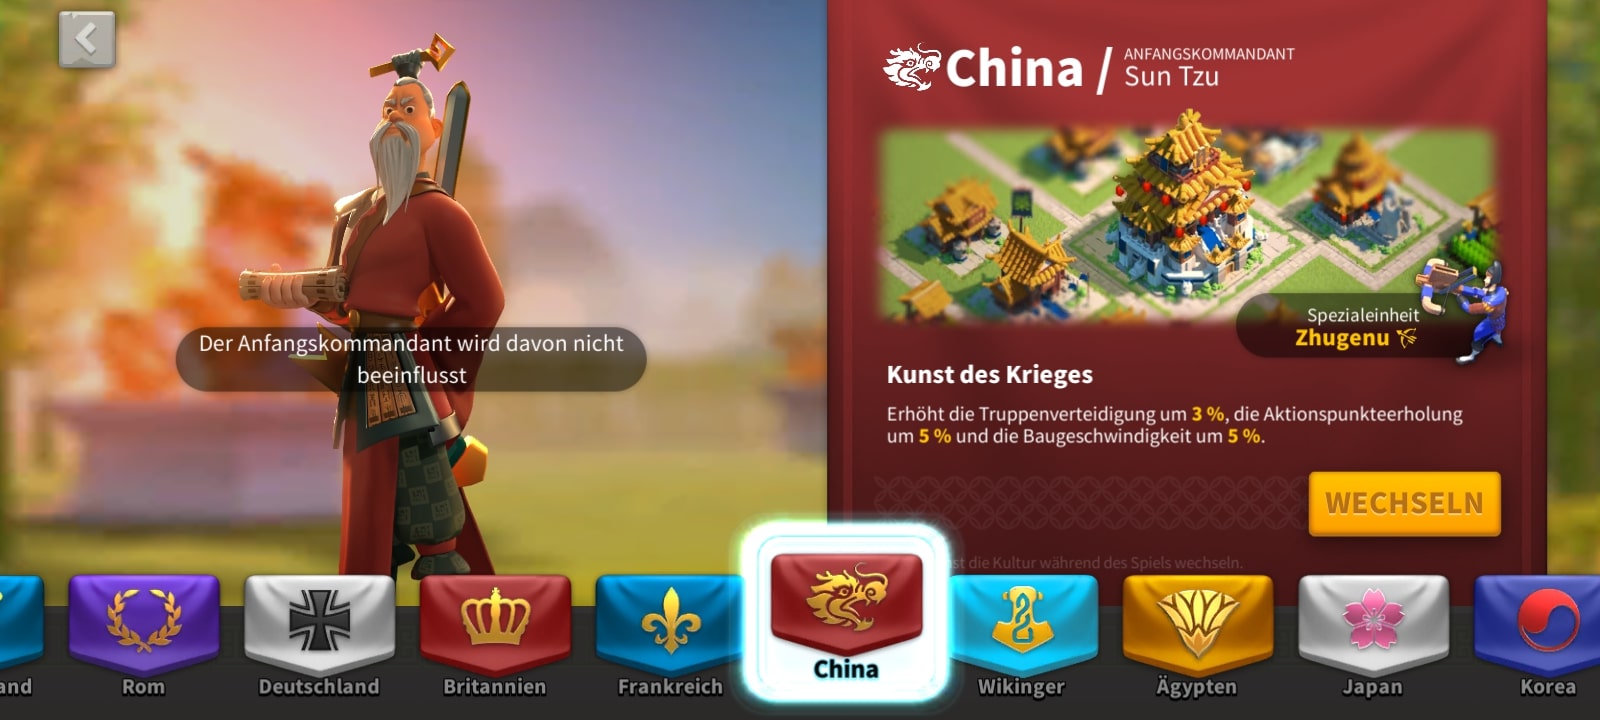 China /
ANFANGSKOMMANDANT
Sun Tzu
Der Anfangskommandant wird davon nicht
beeinflusst
Spezialeinheit
Zhugenu
Kunst des Krieges
Erhöht die Truppenverteidigung um 3 %, die Aktionspunkteerholung
um 5 % und die Baugeschwindigkeit um 5 %.
WECHSELN
die Kultur während des Spiels wechseln.
Rom
Deutschland
Britannien
Frankreich
China
Wikinger
Ägypten
Japan
Korea